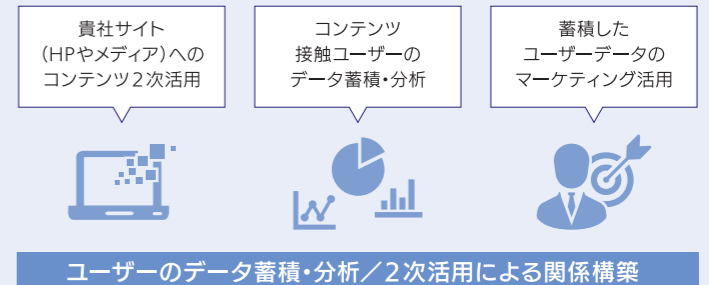 貴社サイト
(HPやメディア)への
コンテンツ2次活用
コンテンツ
接触ユーザーの
データ蓄積・分析
蓄積した
ユーザーデータの
マーケティング活用
ユーザーのデータ蓄積・分析／2次活用による関係構築